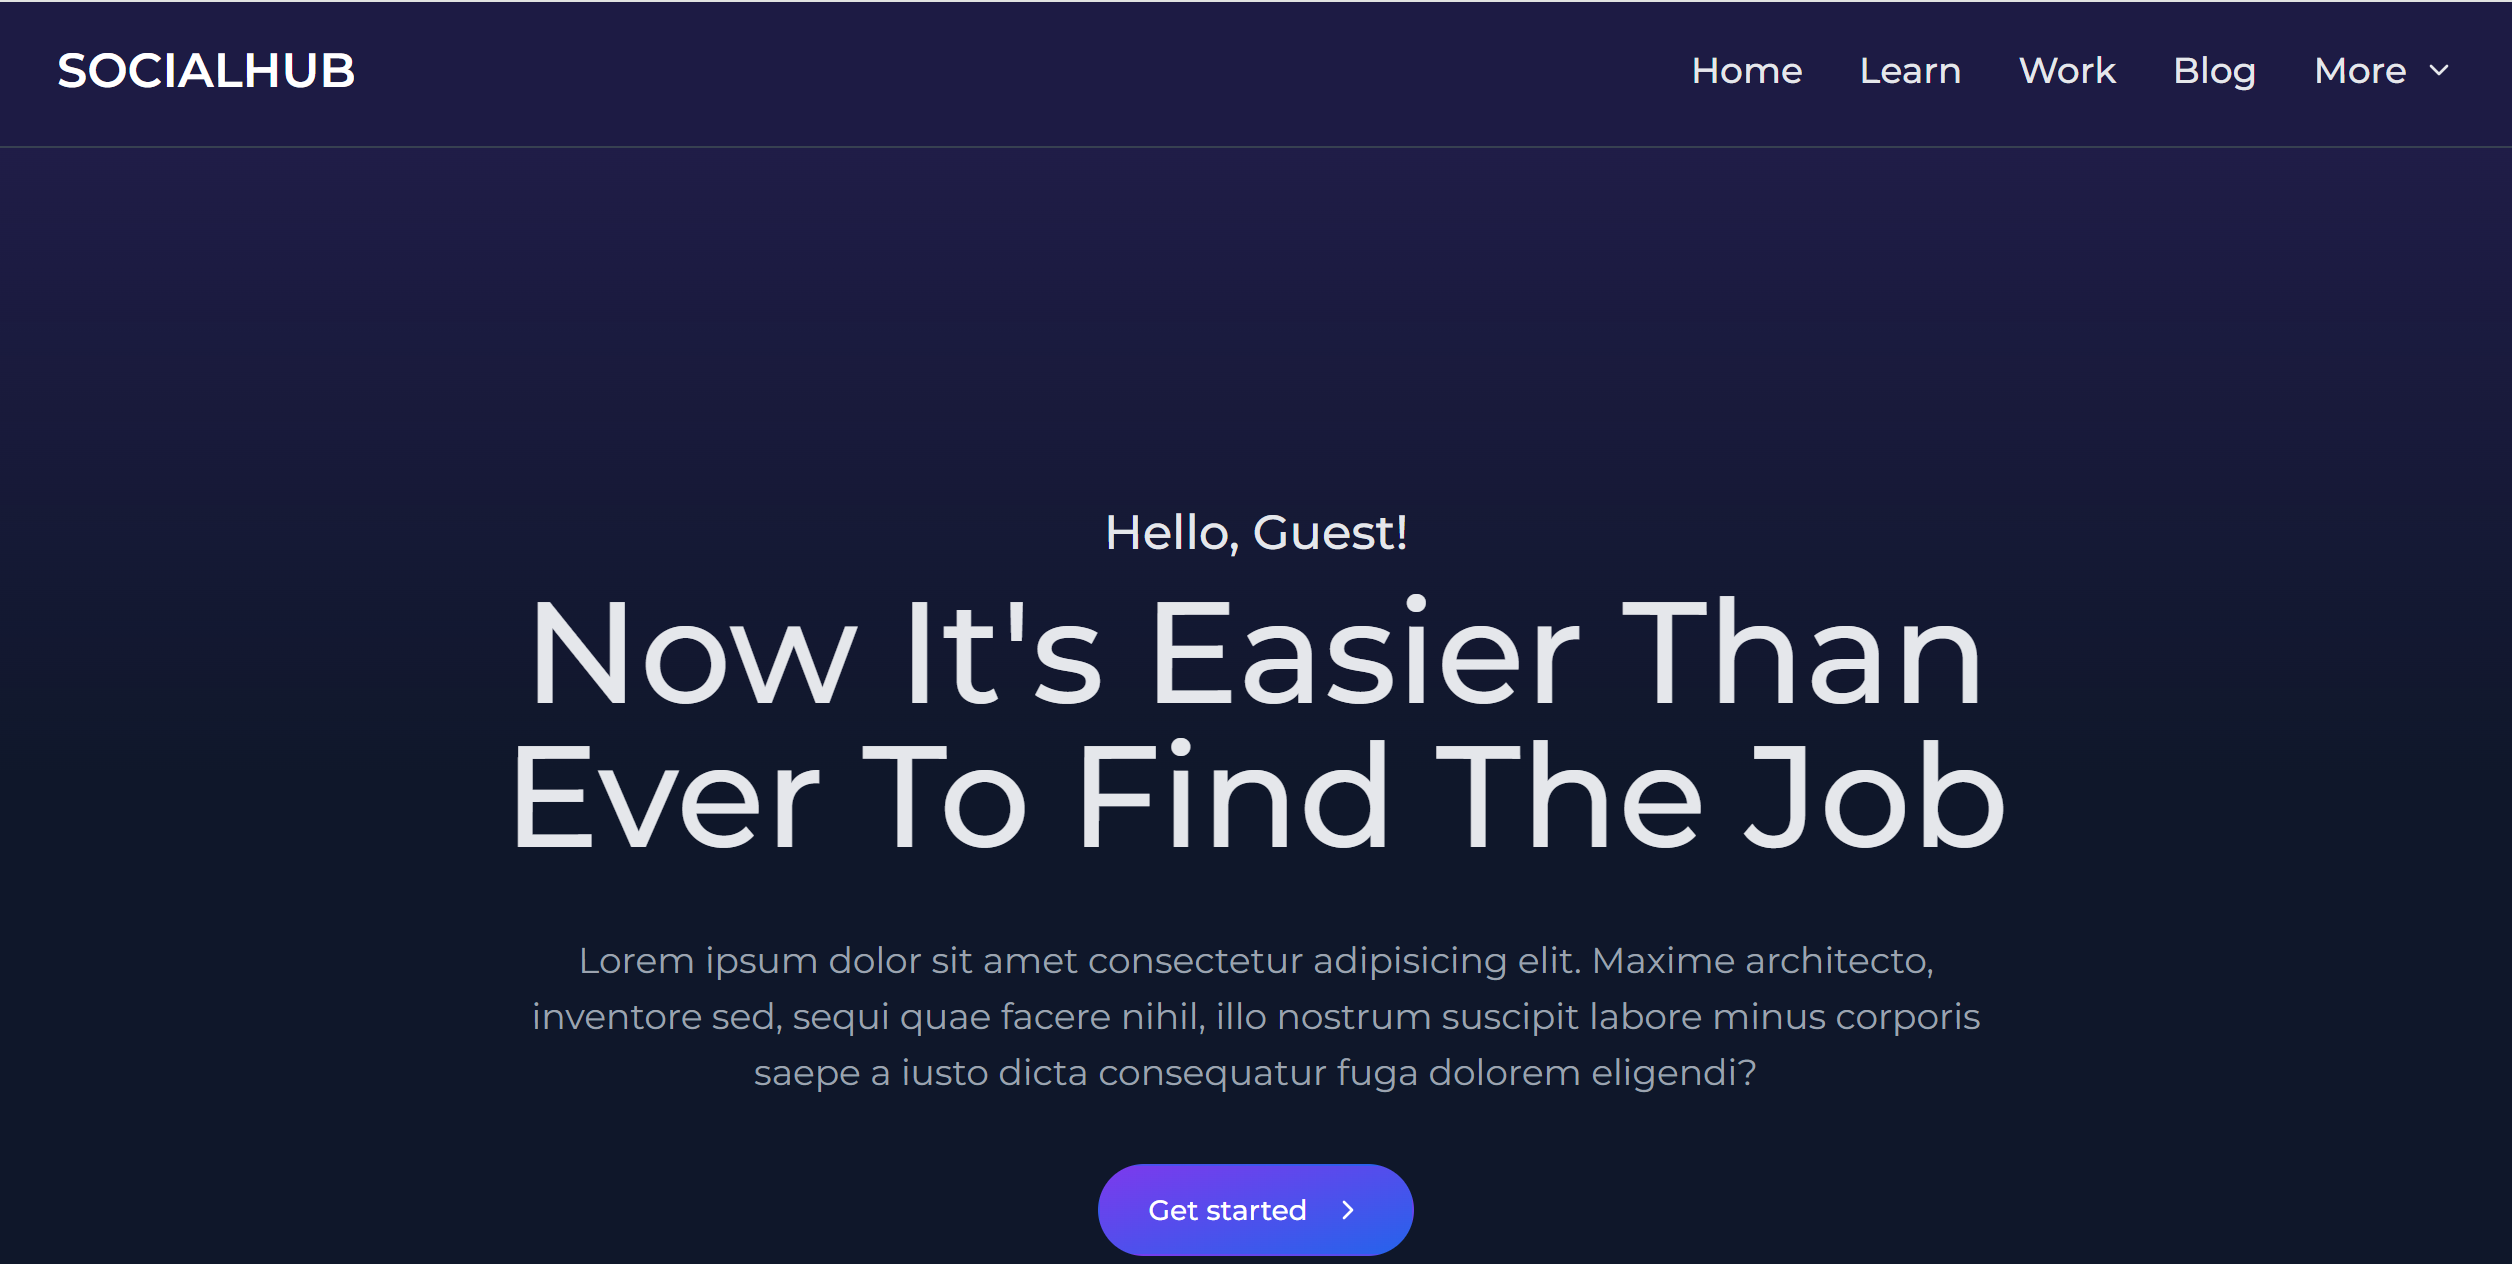 SOCIALHUB
Home Learn Work Blog More
Hello, Guest!
Now It's Easier Than
Ever To Find The Job
Lorem ipsum dolor sit amet consectetur adipisicing elit. Maxime architecto,
inventore sed, sequi quae facere nihil, illo nostrum suscipit labore minus corporis
saepe a iusto dicta consequatur fuga dolorem eligendi?
Get started